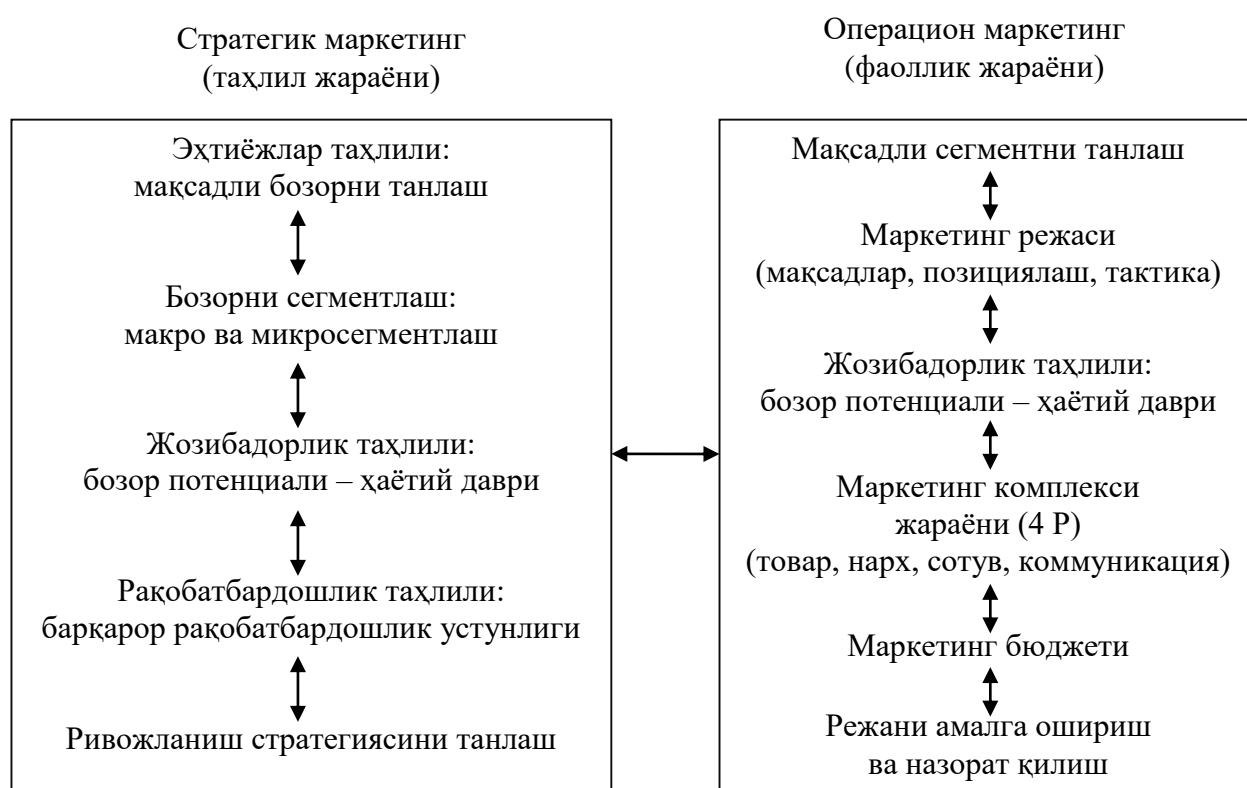 Стратегик маркетинг
(таҳлил жараёни)
Эҳтиёжлар таҳлили:
мақсадли бозорни танлаш
Бозорни сегментлаш:
макро ва микросегментлаш
Жозибадорлик таҳлили:
бозор потенциали – ҳаётий даври
Рақобатбардошлик таҳлили:
барқарор рақобатбардошлик устунлиги
Ривожланиш стратегиясини танлаш
Операцион маркетинг
(фаоллик жараёни)
Мақсадли сегментни танлаш
Маркетинг режаси
(мақсадлар, позициялаш, тактика)
Жозибадорлик таҳлили:
бозор потенциали – ҳаётий даври
Маркетинг комплекси
жараёни (4 Р)
(товар, нарх, сотув, коммуникация)
Маркетинг бюджети
Режани амалга ошириш
ва назорат қилиш